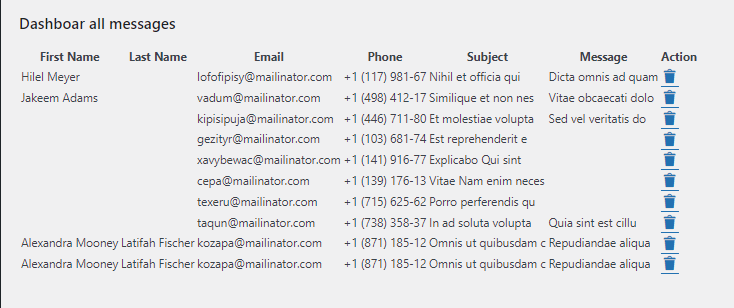 Dashboar all messages
First Name Last Name Email Phone Subject Message Action
Hilel Meyer lofofipisy@mailinator.com +1 (117) 981-67 Nihil et officia qui Dicta omnis ad quam
Jakeem Adams vadum@mailinator.com +1 (498) 412-17 Similique et non nes Vitae obcaecati dolo
kipisipuja@mailinator.com +1 (446) 711-80 Et molestiae volupta Sed vel veritatis do
gezityr@mailinator.com +1 (103) 681-74 Est reprehenderit e
xavybewac@mailinator.com +1 (141) 916-77 Explicabo Qui sint
cepa@mailinator.com +1 (139) 176-13 Vitae Nam enim neces
texeru@mailinator.com +1 (715) 625-62 Porro perferendis qu
taqun@mailinator.com +1 (738) 358-37 In ad soluta volupta Quia sint est cillu
Alexandra Mooney Latifah Fischer kozapa@mailinator.com +1 (871) 185-12 Omnis ut quibusdam c Repudiandae aliqua
Alexandra Mooney Latifah Fischer kozapa@mailinator.com +1 (871) 185-12 Omnis ut quibusdam c Repudiandae aliqua